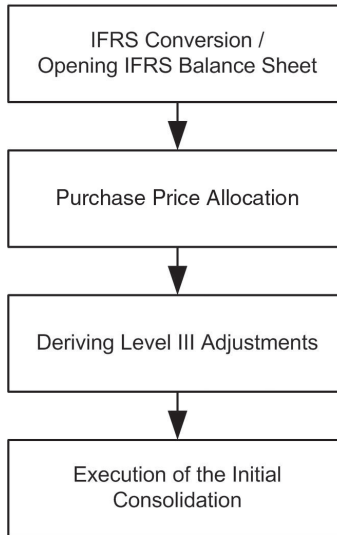 IFRS Conversion /
Opening IFRS Balance Sheet
Purchase Price Allocation
Deriving Level III Adjustments
Execution of the Initial
Consolidation